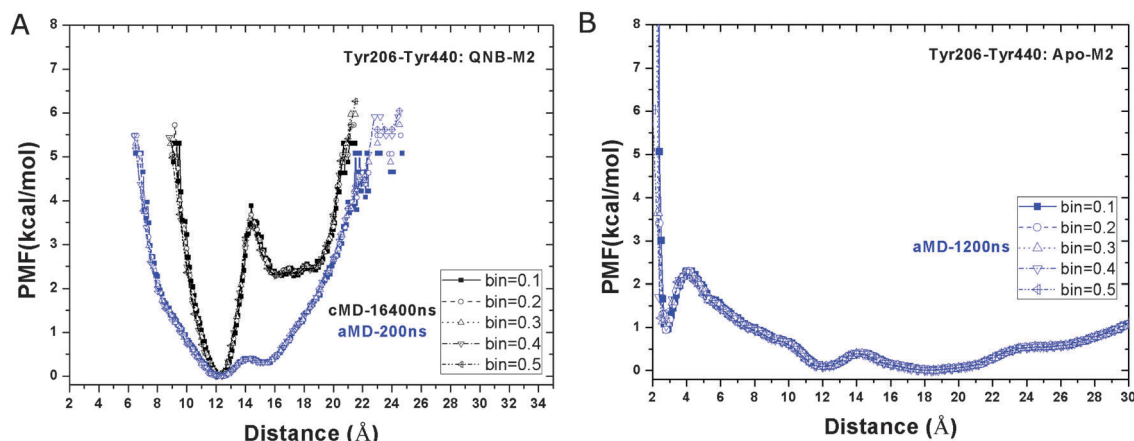 A
Tyr206-Tyr440: QNB-M2
PMF(kcal/mol)
8
7
6
5
4
3
2
1
0
cMD-16400ns
aMD-200ns
bin=0.1
bin=0.2
bin=0.3
bin=0.4
bin=0.5
2 4 6 8 10 12 14 16 18 20 22 24 26 28 30 32 34
Distance (Å)
B
Tyr206-Tyr440: Apo-M2
PMF(kcal/mol)
8
7
6
5
4
3
2
1
0
aMD-1200ns
bin=0.1
bin=0.2
bin=0.3
bin=0.4
bin=0.5
2 4 6 8 10 12 14 16 18 20 22 24 26 28 30
Distance (Å)